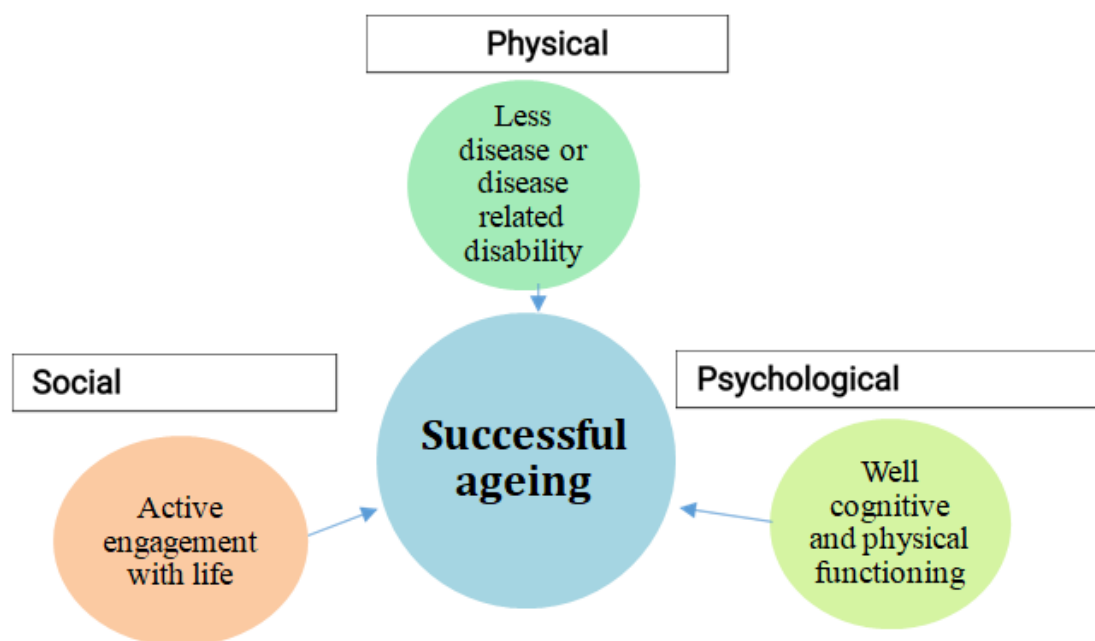 Physical
Less
disease or
disease
related
disability
Social
Active
engagement
with life
Successful
ageing
Psychological
Well
cognitive
and physical
functioning